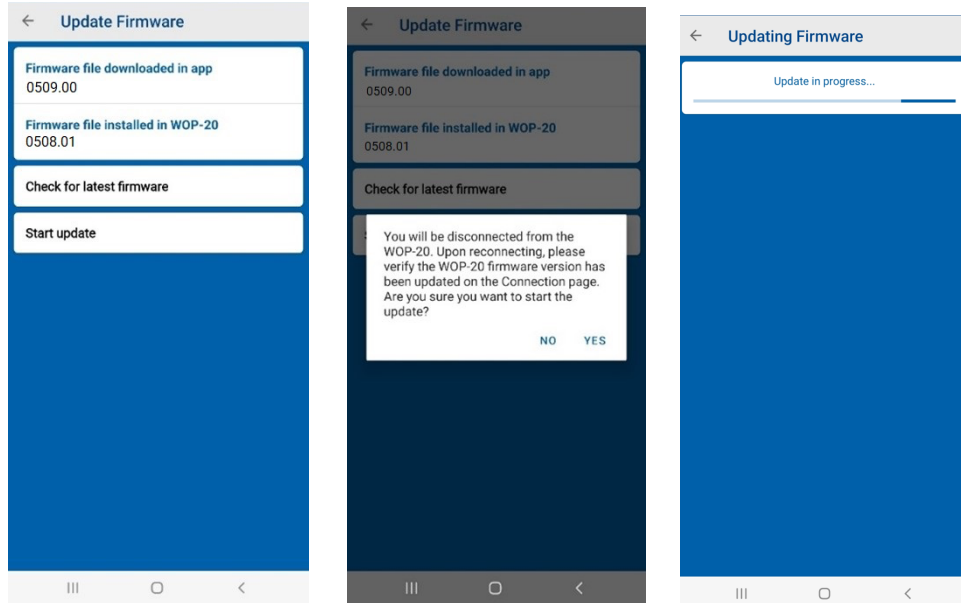 Update Firmware
Firmware file downloaded in app
0509.00
Firmware file installed in WOP-20
0508.01
Check for latest firmware
Start update
Update Firmware
Firmware file downloaded in app
0509.00
Firmware file installed in WOP-20
0508.01
Check for latest firmware
You will be disconnected from the
WOP-20. Upon reconnecting, please
verify the WOP-20 firmware version has
been updated on the Connection page.
Are you sure you want to start the
update?
NO YES
Updating Firmware
Update in progress...